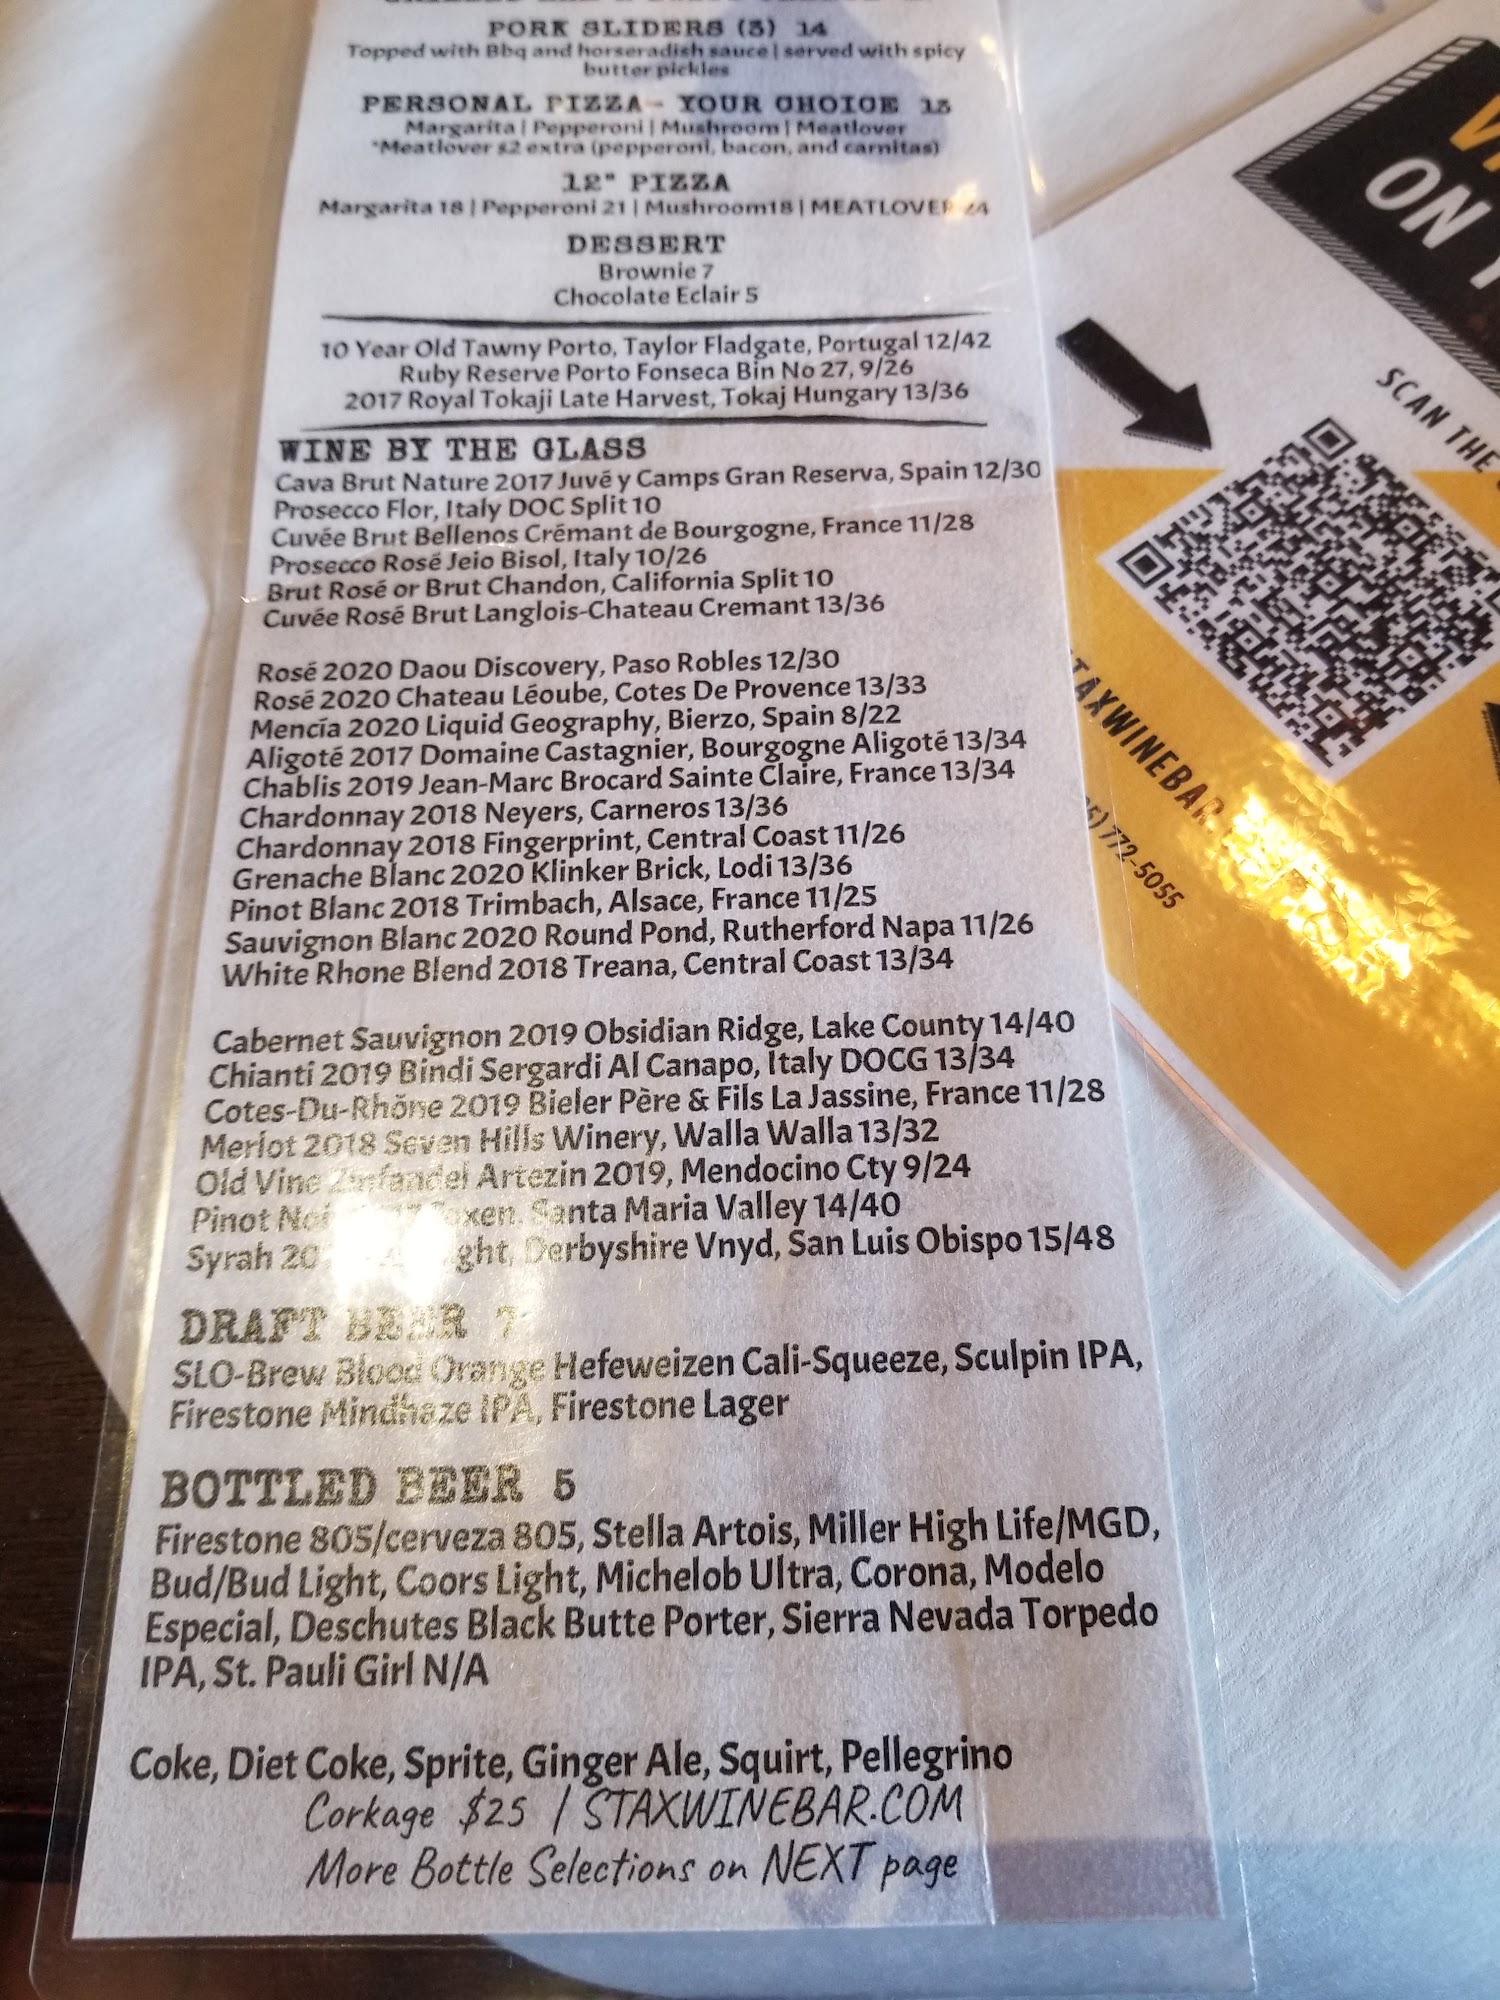 PORK SLIDERS (3) 14
Topped with Bbq and horseradish sauce | served with spicy
butter pickles
PERSONAL PIZZA- YOUR CHOICE 13
Margarita | Pepperoni | Mushroom | Meatlover
*Meatlover $2 extra (pepperoni, bacon, and carnitas)
12" PIZZA
Margarita 18 | Pepperoni 21 | Mushroom18 | MEATLOVER 24
DESSERT
Brownie 7
Chocolate Eclair 5
10 Year Old Tawny Porto, Taylor Fladgate, Portugal 12/42
Ruby Reserve Porto Fonseca Bin No 27, 9/26
2017 Royal Tokaji Late Harvest, Tokaj Hungary 13/36
WINE BY THE GLASS
Cava Brut Nature 2017 Juvé y Camps Gran Reserva, Spain 12/30
Prosecco Flor, Italy DOC Split 10
Cuvée Brut Bellenos Crémant de Bourgogne, France 11/28
Prosecco Rosé Jeio Bisol, Italy 10/26
Brut Rosé or Brut Chandon, California Split 10
Cuvée Rosé Brut Langlois-Chateau Cremant 13/36
Rosé 2020 Daou Discovery, Paso Robles 12/30
Rosé 2020 Chateau Léoube, Cotes De Provence 13/33
Mencía 2020 Liquid Geography, Bierzo, Spain 8/22
Aligoté 2017 Domaine Castagnier, Bourgogne Aligoté 13/34
Chablis 2019 Jean-Marc Brocard Sainte Claire, France 13/34
Chardonnay 2018 Neyers, Carneros 13/36
Chardonnay 2018 Fingerprint, Central Coast 11/26
Grenache Blanc 2020 Klinker Brick, Lodi 13/36
Pinot Blanc 2018 Trimbach, Alsace, France 11/25
Sauvignon Blanc 2020 Round Pond, Rutherford Napa 11/26
White Rhone Blend 2018 Treana, Central Coast 13/34
Cabernet Sauvignon 2019 Obsidian Ridge, Lake County 14/40
Chianti 2019 Bindi Sergardi Al Canapo, Italy DOCG 13/34
Cotes-Du-Rhône 2019 Bieler Père & Fils La Jassine, France 11/28
Merlot 2018 Seven Hills Winery, Walla Walla 13/32
Old Vine Zinfandel Artezin 2019, Mendocino Cty 9/24
Pinot Santa Maria Valley 14/40
Syrah Derbyshire Vnyd, San Luis Obispo 15/48
DRAFT BEER 7
SLO-Brew Blood Orange Hefeweizen Cali-Squeeze, Sculpin IPA,
Firestone Mindhaze IPA, Firestone Lager
BOTTLED BEER 5
Firestone 805/cerveza 805, Stella Artois, Miller High Life/MGD,
Bud/Bud Light, Coors Light, Michelob Ultra, Corona, Modelo
Especial, Deschutes Black Butte Porter, Sierra Nevada Torpedo
IPA, St. Pauli Girl N/A
Coke, Diet Coke, Sprite, Ginger Ale, Squirt, Pellegrino
Corkage $25 / STAXWINEBAR.COM
More Bottle Selections on NEXT page
ON
SCAN THE
STAXWINEBAR.
772-5055